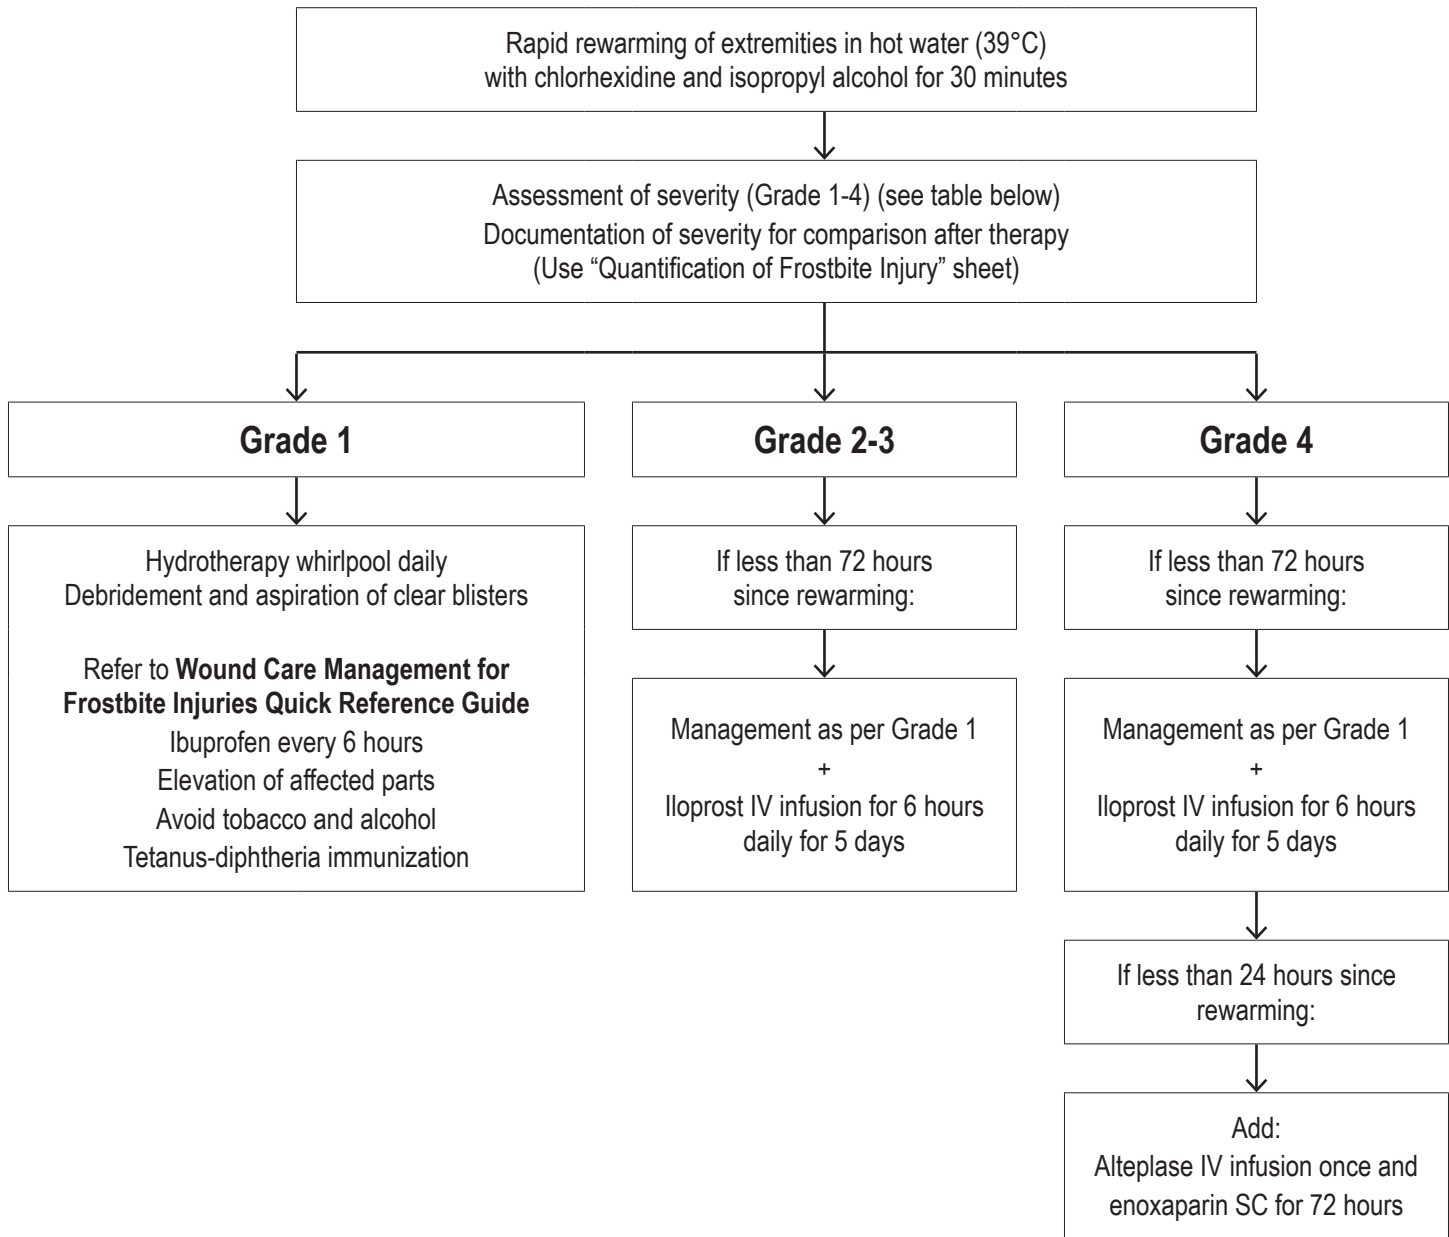 Rapid rewarming of extremities in hot water (39°C)
with chlorhexidine and isopropyl alcohol for 30 minutes
Assessment of severity (Grade 1-4) (see table below)
Documentation of severity for comparison after therapy
(Use “Quantification of Frostbite Injury” sheet)
Grade 1
Hydrotherapy whirlpool daily
Debridement and aspiration of clear blisters
Refer to Wound Care Management for
Frostbite Injuries Quick Reference Guide
Ibuprofen every 6 hours
Elevation of affected parts
Avoid tobacco and alcohol
Tetanus-diphtheria immunization
Grade 2-3
If less than 72 hours
since rewarming:
Management as per Grade 1
+
Iloprost IV infusion for 6 hours
daily for 5 days
Grade 4
If less than 72 hours
since rewarming:
Management as per Grade 1
+
Iloprost IV infusion for 6 hours
daily for 5 days
If less than 24 hours since
rewarming:
Add:
Alteplase IV infusion once and
enoxaparin SC for 72 hours